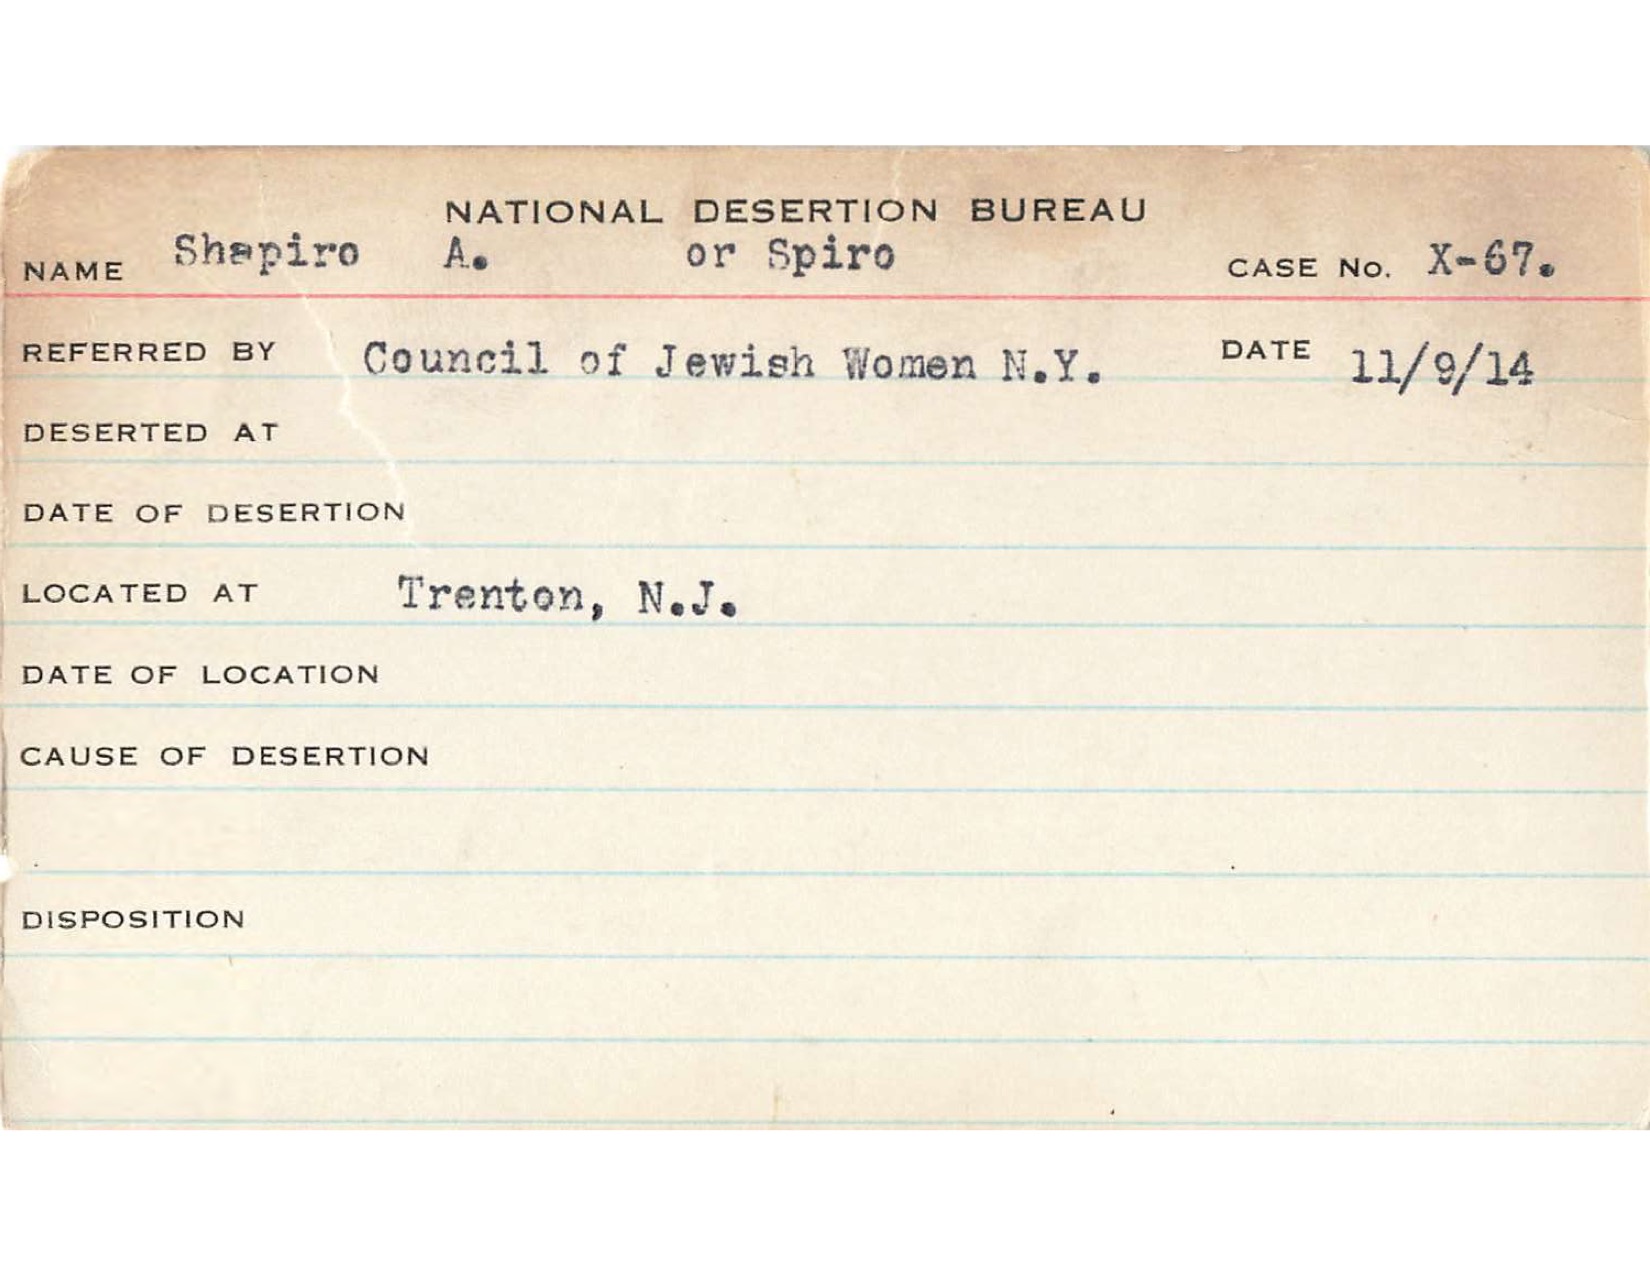 NATIONAL DESERTION BUREAU
NAME Shapiro A. or Spiro CASE No. X-67.
REFERRED BY Council of Jewish Women N.Y. DATE 11/9/14
DESERTED AT
DATE OF DESERTION
LOCATED AT Trenton, N.J.
DATE OF LOCATION
CAUSE OF DESERTION
DISPOSITION